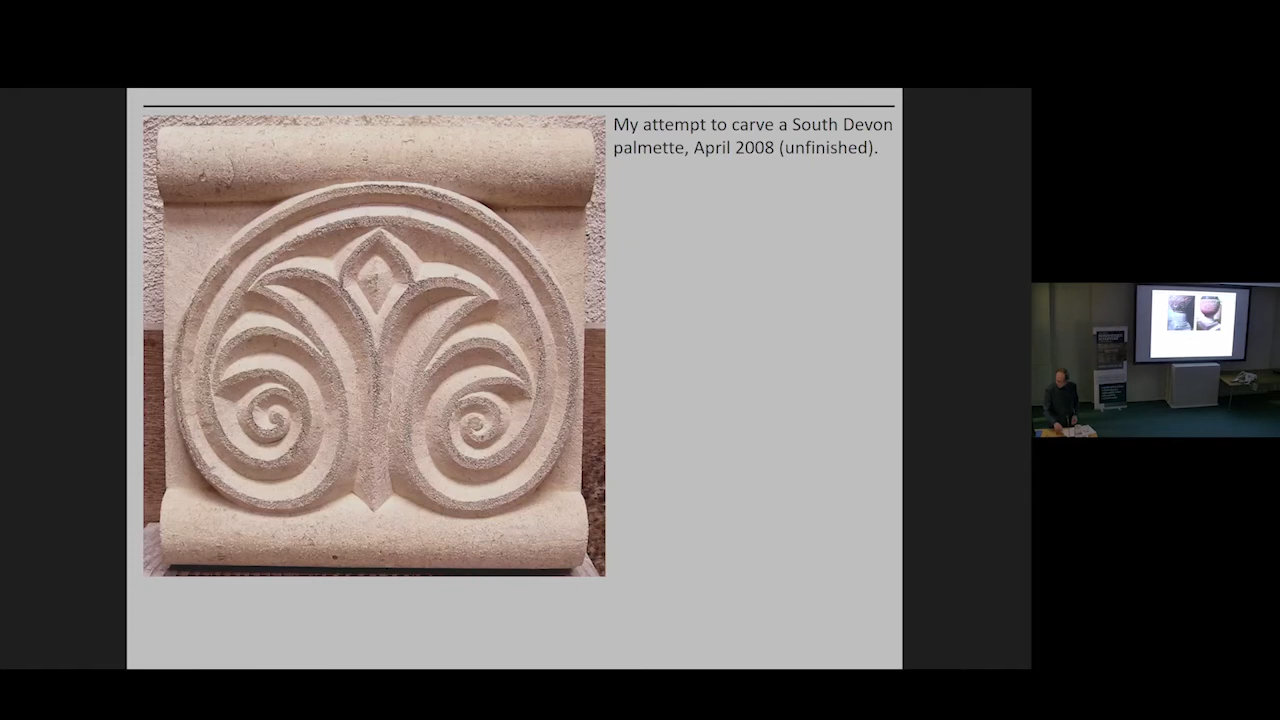 My attempt to carve a South Devon
palmette, April 2008 (unfinished).